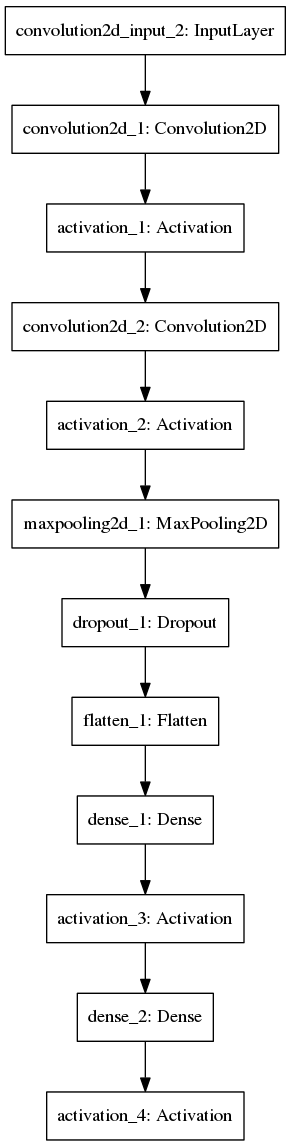 convolution2d_input_2: InputLayer
convolution2d_1: Convolution2D
activation_1: Activation
convolution2d_2: Convolution2D
activation_2: Activation
maxpooling2d_1: MaxPooling2D
dropout_1: Dropout
flatten_1: Flatten
dense_1: Dense
activation_3: Activation
dense_2: Dense
activation_4: Activation